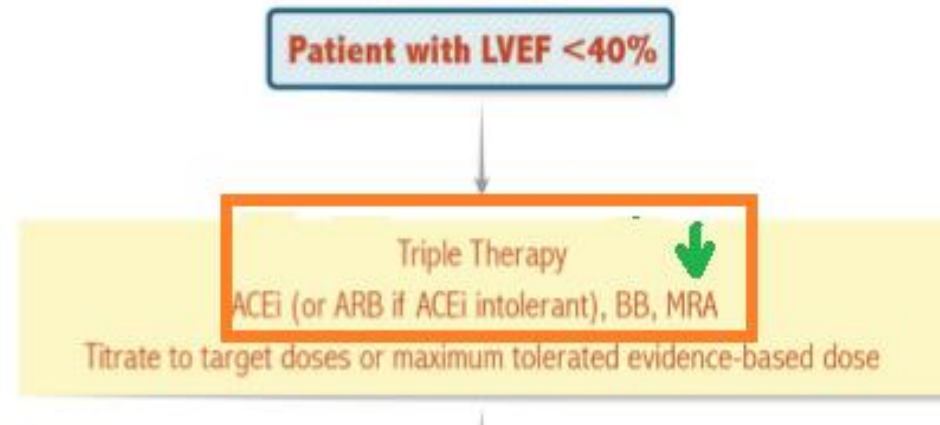 Patient with LVEF <40%
Triple Therapy
ACEi (or ARB if ACEi intolerant), BB, MRA
Titrate to target doses or maximum tolerated evidence-based dose